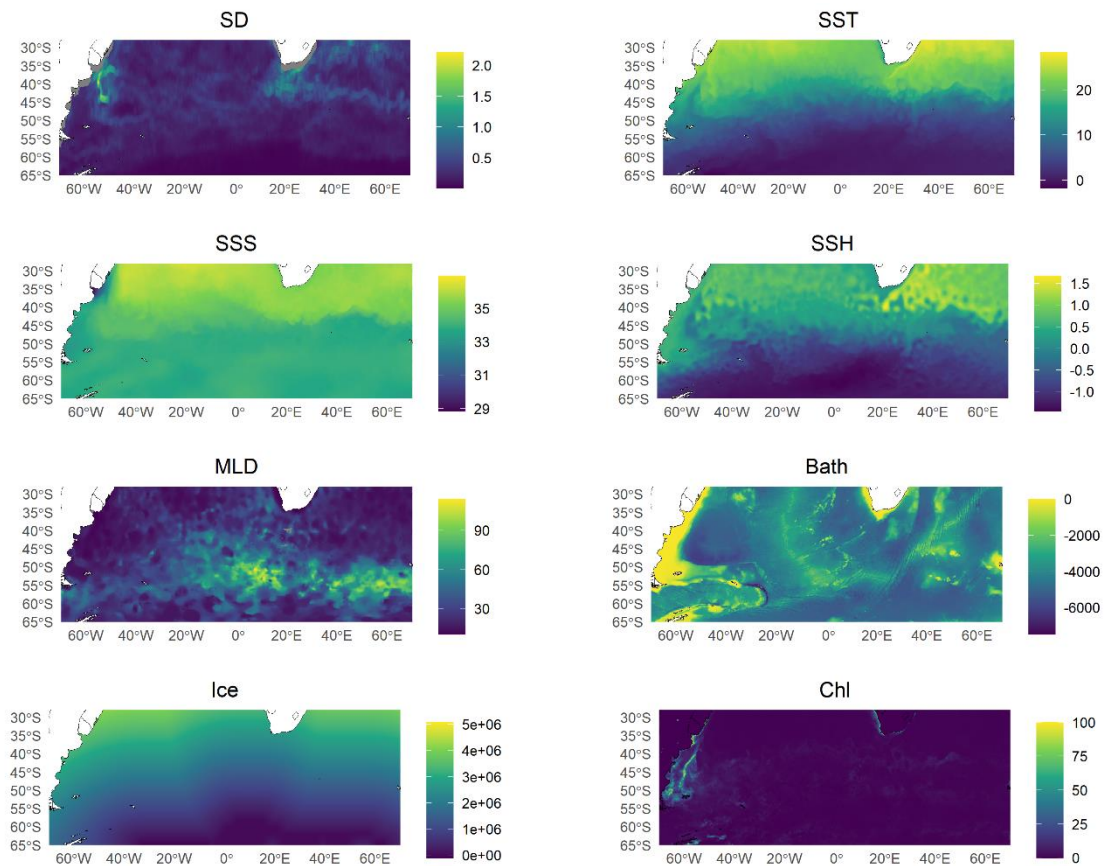 SD
30°S
35°S
40°S
45°S
50°S
55°S
60°S
65°S
60°W 40°W 20°W 0° 20°E 40°E 60°E
2.0
1.5
1.0
0.5
SST
30°S
35°S
40°S
45°S
50°S
55°S
60°S
65°S
60°W 40°W 20°W 0° 20°E 40°E 60°E
20
10
0
SSS
30°S
35°S
40°S
45°S
50°S
55°S
60°S
65°S
60°W 40°W 20°W 0° 20°E 40°E 60°E
35
33
31
29
SSH
30°S
35°S
40°S
45°S
50°S
55°S
60°S
65°S
60°W 40°W 20°W 0° 20°E 40°E 60°E
1.5
1.0
0.5
0.0
-0.5
-1.0
MLD
30°S
35°S
40°S
45°S
50°S
55°S
60°S
65°S
60°W 40°W 20°W 0° 20°E 40°E 60°E
90
60
30
Bath
30°S
35°S
40°S
45°S
50°S
55°S
60°S
65°S
60°W 40°W 20°W 0° 20°E 40°E 60°E
0
-2000
-4000
-6000
Ice
30°S
35°S
40°S
45°S
50°S
55°S
60°S
65°S
60°W 40°W 20°W 0° 20°E 40°E 60°E
5e+06
4e+06
3e+06
2e+06
1e+06
0e+00
Chl
30°S
35°S
40°S
45°S
50°S
55°S
60°S
65°S
60°W 40°W 20°W 0° 20°E 40°E 60°E
100
75
50
25
0